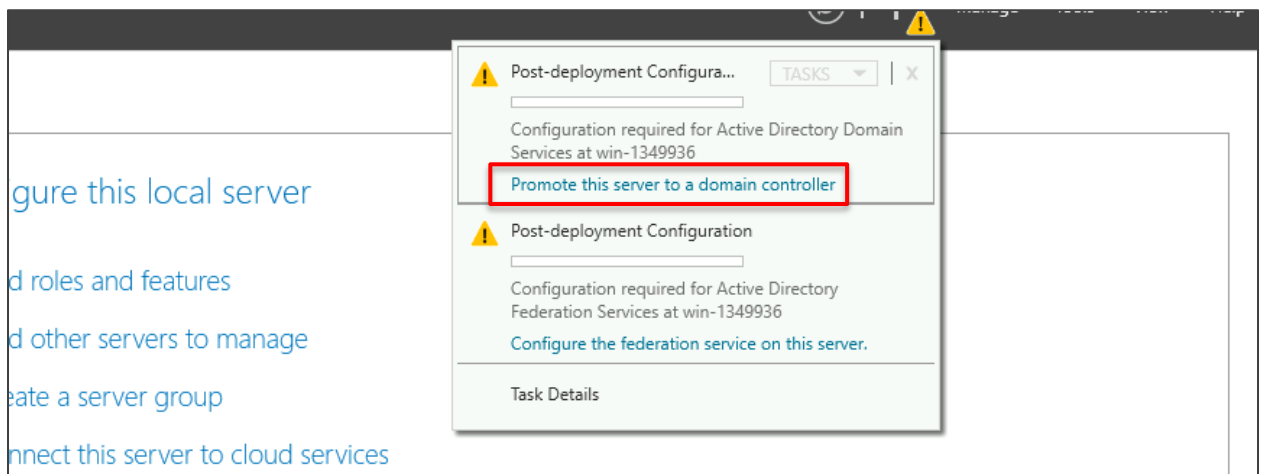 Post-deployment Configura...
TASKS
X
Configuration required for Active Directory Domain
Services at win-1349936
Promote this server to a domain controller
Post-deployment Configuration
Configuration required for Active Directory
Federation Services at win-1349936
Configure the federation service on this server.
Task Details
gure this local server
d roles and features
d other servers to manage
eate a server group
nnect this server to cloud services